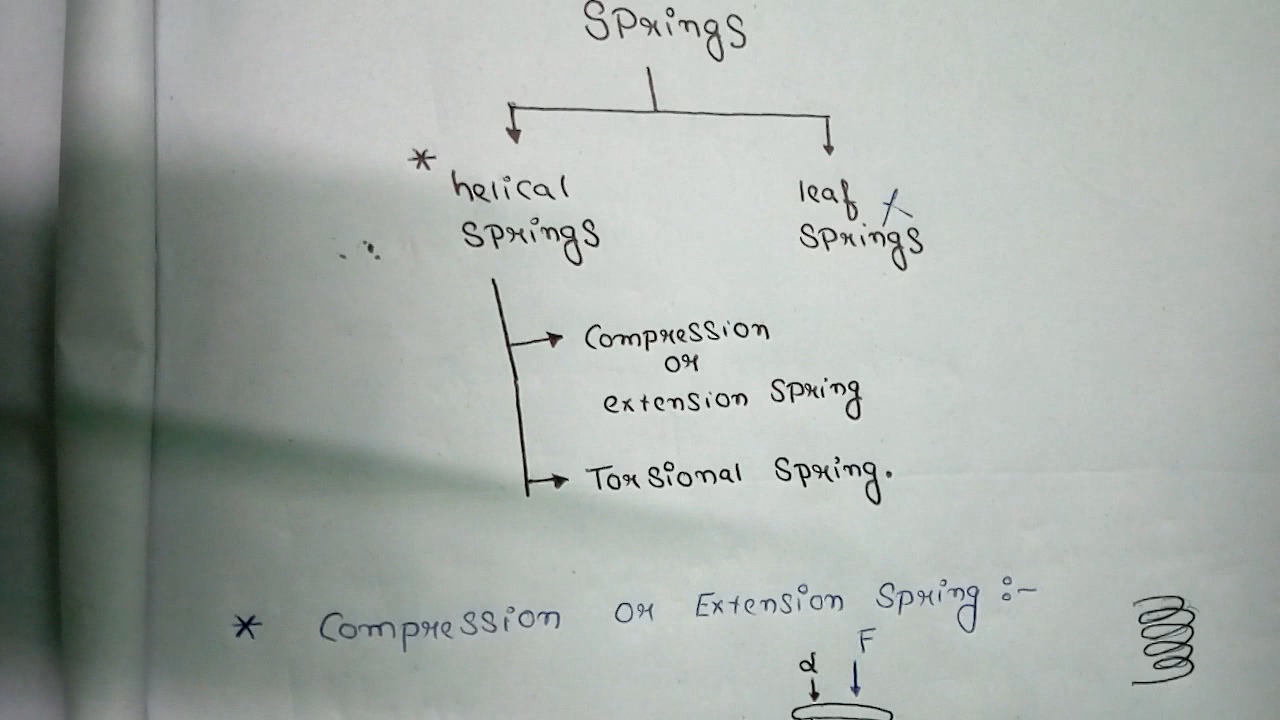 Springs
* helical
springs
leaf X
springs
Compression
or
extension spring
Torsional spring.
* Compression or Extension spring :-
F
d